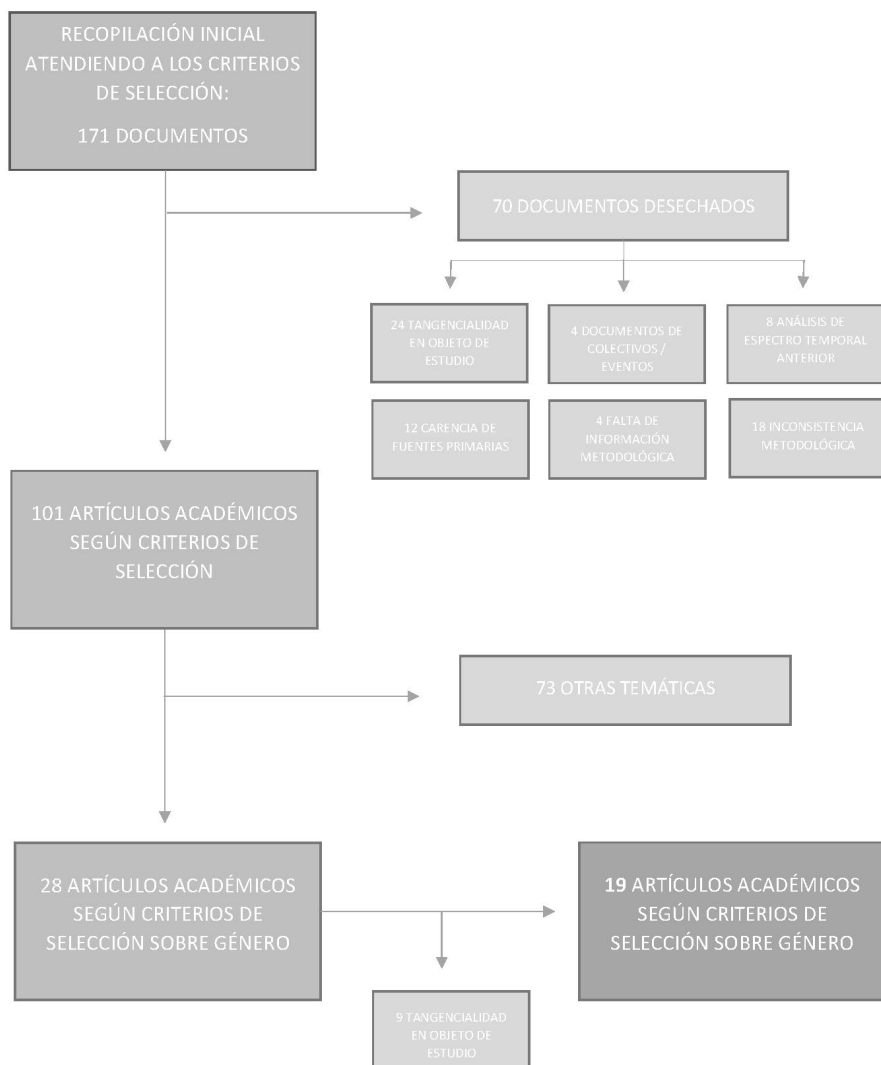 RECOPILACIÓN INICIAL
ATENDIENDO A LOS CRITERIOS
DE SELECCIÓN:
171 DOCUMENTOS
70 DOCUMENTOS DESECHADOS
24 TANGENCIALIDAD
EN OBJETO DE
ESTUDIO
4 DOCUMENTOS DE
COLECTIVOS /
EVENTOS
8 ANÁLISIS DE
ESPECTRO TEMPORAL
ANTERIOR
12 CARENCIA DE
FUENTES PRIMARIAS
4 FALTA DE
INFORMACIÓN
METODOLÓGICA
18 INCONSISTENCIA
METODOLÓGICA
101 ARTÍCULOS ACADÉMICOS
SEGÚN CRITERIOS DE
SELECCIÓN
73 OTRAS TEMÁTICAS
28 ARTÍCULOS ACADÉMICOS
SEGÚN CRITERIOS DE
SELECCIÓN SOBRE GÉNERO
19 ARTÍCULOS ACADÉMICOS
SEGÚN CRITERIOS DE
SELECCIÓN SOBRE GÉNERO
9 TANGENCIALIDAD
EN OBJETO DE
ESTUDIO